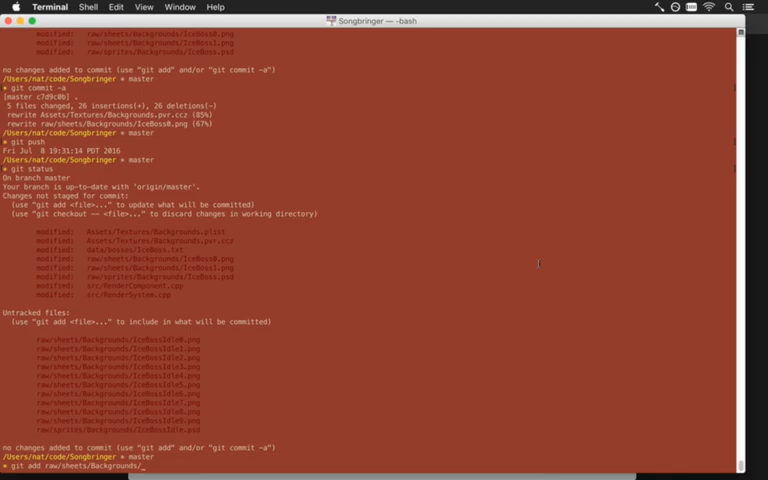 Terminal Shell Edit View Window Help
Songbringer — -bash
modified: raw/sheets/Backgrounds/IceBoss0.png
modified: raw/sheets/Backgrounds/IceBoss1.png
modified: raw/sprites/Backgrounds/IceBoss.psd
no changes added to commit (use "git add" and/or "git commit -a")
/Users/nat/code/Songbringer * master
* git commit -a
[master c7d9c0b] .
5 files changed, 26 insertions(+), 26 deletions(-)
rewrite Assets/Textures/Backgrounds.pvr.ccz (85%)
rewrite raw/sheets/Backgrounds/IceBoss0.png (67%)
/Users/nat/code/Songbringer * master
* git push
Fri Jul 8 19:31:14 PDT 2016
/Users/nat/code/Songbringer * master
* git status
On branch master
Your branch is up-to-date with 'origin/master'.
Changes not staged for commit:
(use "git add <file>..." to update what will be committed)
(use "git checkout -- <file>..." to discard changes in working directory)
modified: Assets/Textures/Backgrounds.plist
modified: Assets/Textures/Backgrounds.pvr.ccz
modified: data/bosses/IceBoss.txt
modified: raw/sheets/Backgrounds/IceBoss0.png
modified: raw/sheets/Backgrounds/IceBoss1.png
modified: raw/sprites/Backgrounds/IceBoss.psd
modified: src/RenderComponent.cpp
modified: src/RenderSystem.cpp
Untracked files:
(use "git add <file>..." to include in what will be committed)
raw/sheets/Backgrounds/IceBossIdle0.png
raw/sheets/Backgrounds/IceBossIdle1.png
raw/sheets/Backgrounds/IceBossIdle2.png
raw/sheets/Backgrounds/IceBossIdle3.png
raw/sheets/Backgrounds/IceBossIdle4.png
raw/sheets/Backgrounds/IceBossIdle5.png
raw/sheets/Backgrounds/IceBossIdle6.png
raw/sheets/Backgrounds/IceBossIdle7.png
raw/sheets/Backgrounds/IceBossIdle8.png
raw/sheets/Backgrounds/IceBossIdle9.png
raw/sprites/Backgrounds/IceBossIdle.psd
no changes added to commit (use "git add" and/or "git commit -a")
/Users/nat/code/Songbringer * master
* git add raw/sheets/Backgrounds/_